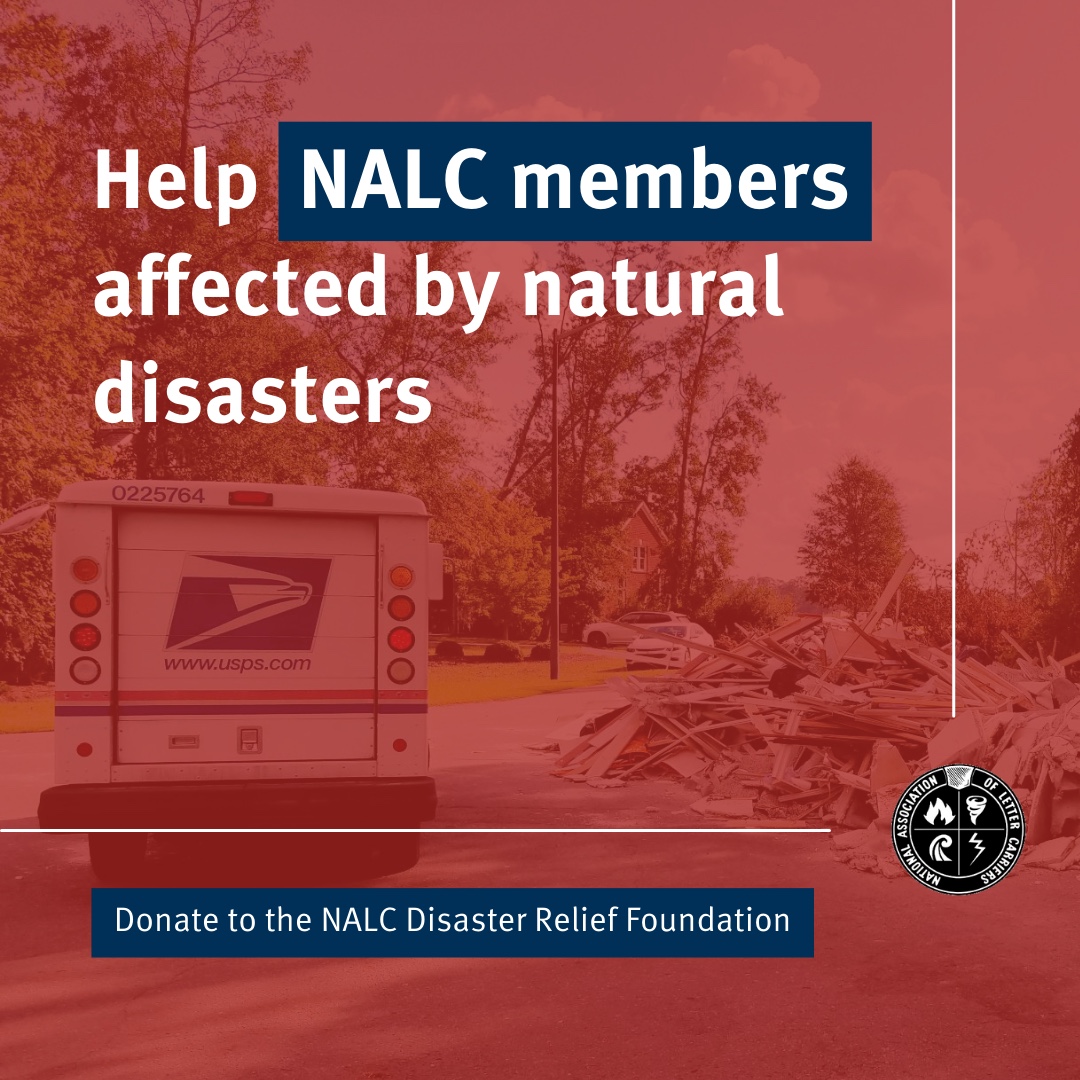 Help NALC members
affected by natural
disasters
0225764
www.usps.com
NATIONAL ASSOCIATION OF LETTER CARRIERS
Donate to the NALC Disaster Relief Foundation